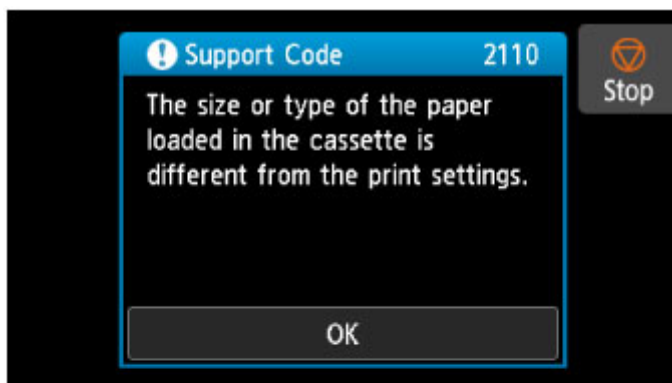 Support Code 2110
Stop
The size or type of the paper
loaded in the cassette is
different from the print settings.
OK